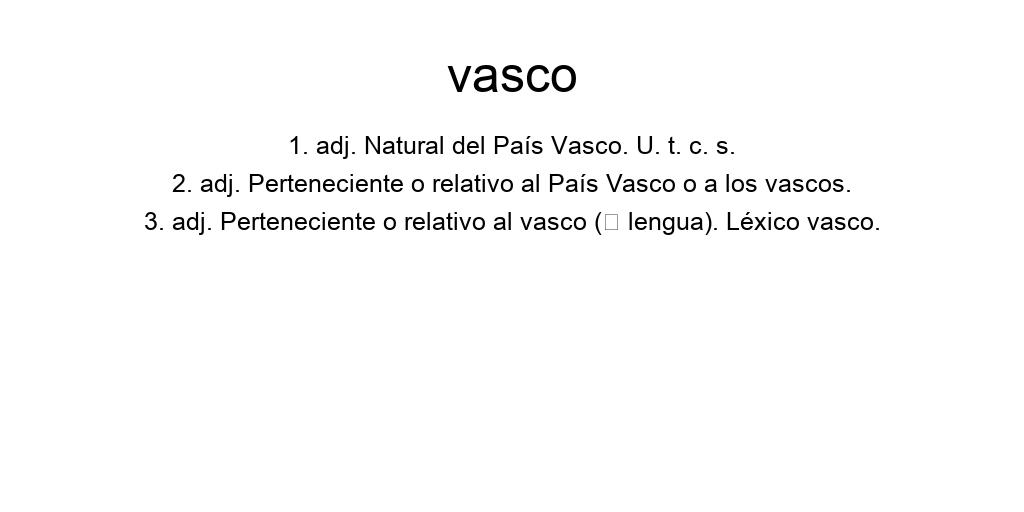 vasco
1. adj. Natural del País Vasco. U. t. c. s.
2. adj. Perteneciente o relativo al País Vasco o a los vascos.
3. adj. Perteneciente o relativo al vasco (□ lengua). Léxico vasco.